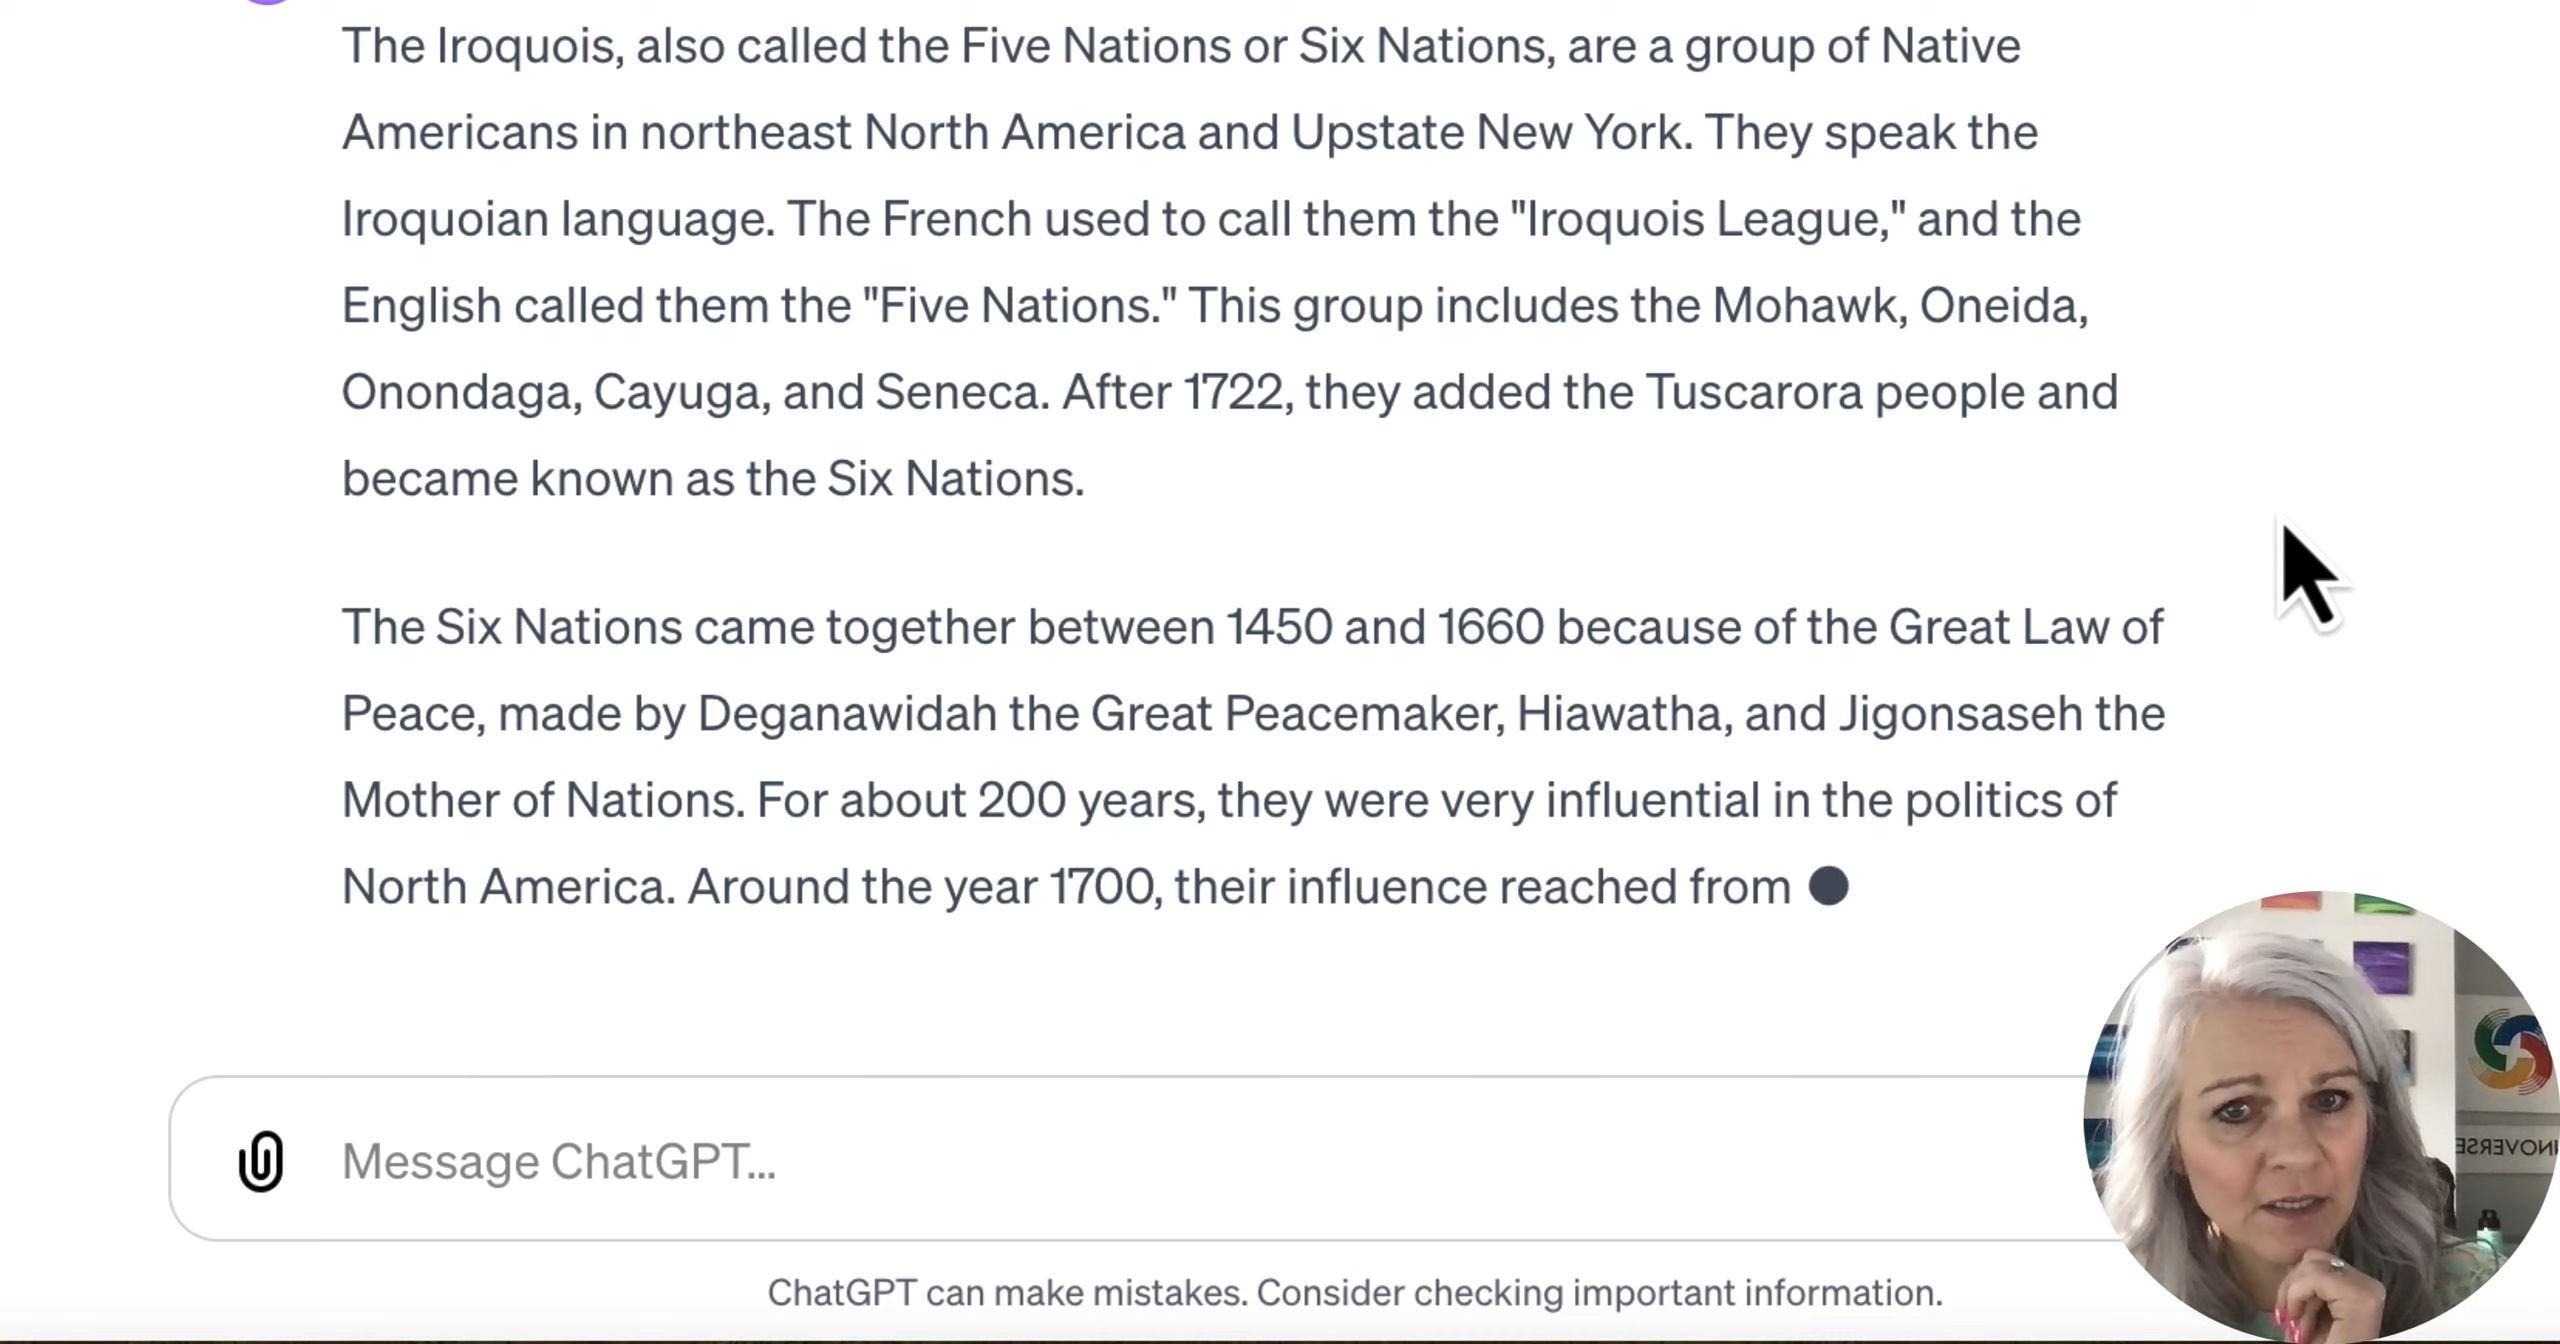 The Iroquois, also called the Five Nations or Six Nations, are a group of Native
Americans in northeast North America and Upstate New York. They speak the
Iroquoian language. The French used to call them the "Iroquois League," and the
English called them the "Five Nations." This group includes the Mohawk, Oneida,
Onondaga, Cayuga, and Seneca. After 1722, they added the Tuscarora people and
became known as the Six Nations.
The Six Nations came together between 1450 and 1660 because of the Great Law of
Peace, made by Deganawidah the Great Peacemaker, Hiawatha, and Jigonsaseh the
Mother of Nations. For about 200 years, they were very influential in the politics of
North America. Around the year 1700, their influence reached from
Message ChatGPT...
ChatGPT can make mistakes. Consider checking important information.